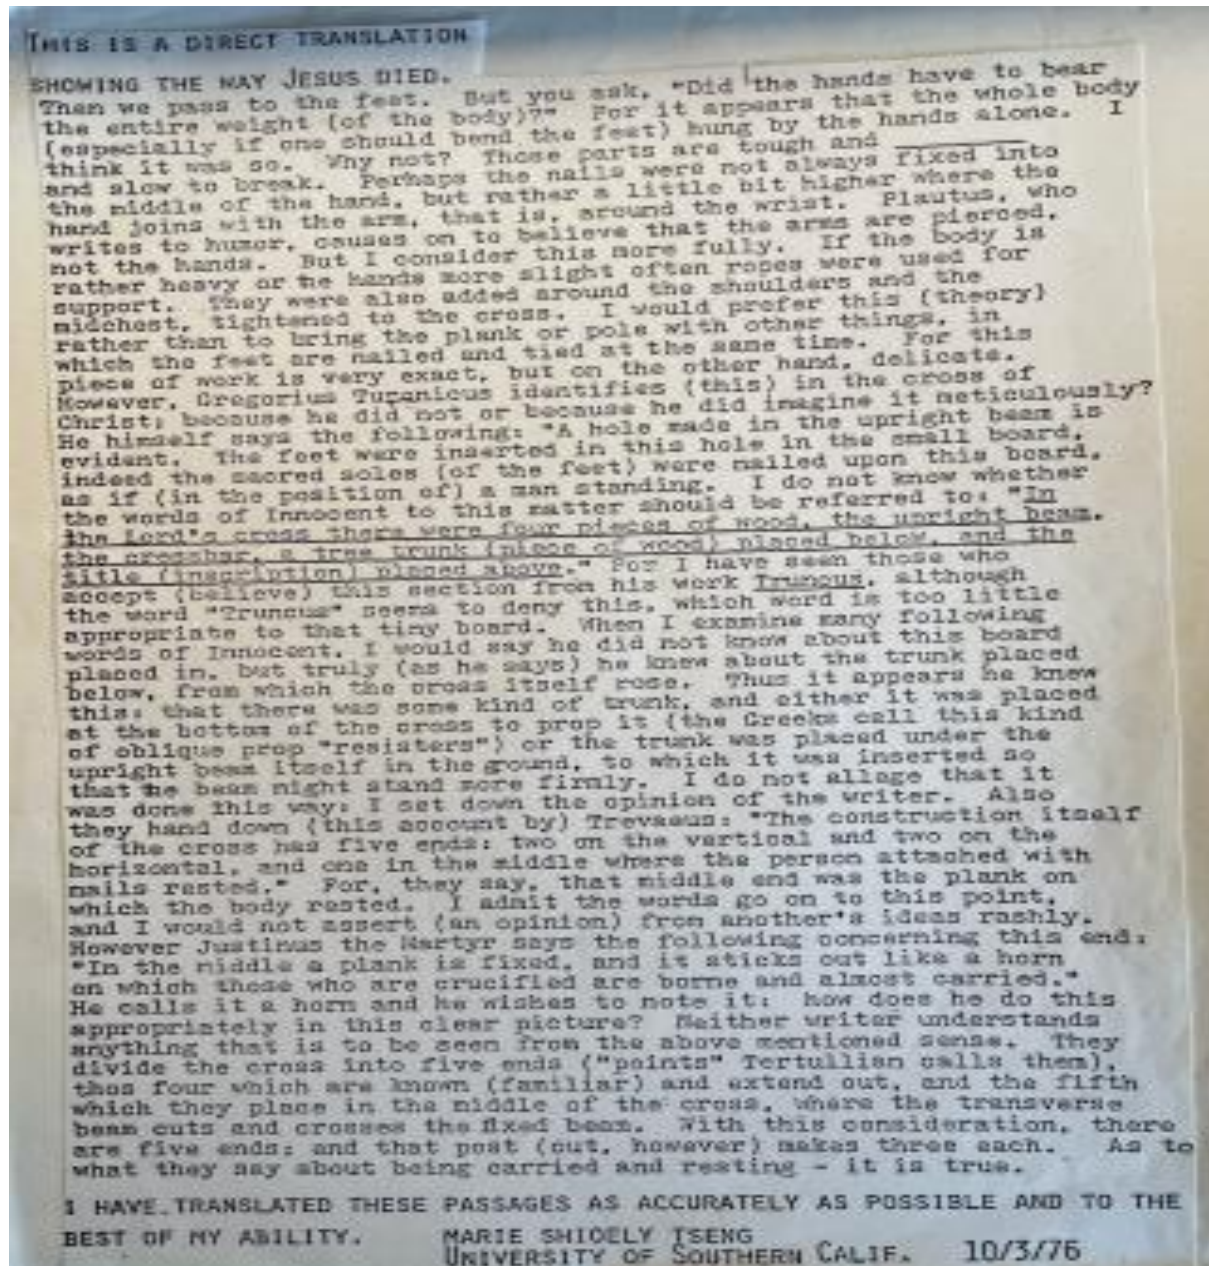 THIS IS A DIRECT TRANSLATION
SHOWING THE WAY JESUS DIED.
Then we pass to the feet. But you ask, "Did the hands have to bear
the entire weight (of the body)?" For it appears that the whole body
(especially if one should bend the feet) hung by the hands alone. I
think it was so. Why not? Those parts are tough and ________
and slow to break. Perhaps the nails were not always fixed into
the middle of the hand, but rather a little bit higher where the
hand joins with the arm, that is, around the wrist. Plautus, who
writes to humor, causes on to believe that the arms are pierced,
not the hands. But I consider this more fully. If the body is
rather heavy or he hands more slight often ropes were used for
support. They were also added around the shoulders and the
midchest, tightened to the cross. I would prefer this (theory)
rather than to bring the plank or pole with other things, in
which the feet are nailed and tied at the same time. For this
piece of work is very exact, but on the other hand, delicate.
However, Gregorius Turanicus identifies (this) in the cross of
Christ; because he did not or because he did imagine it meticulously?
He himself says the following: "A hole made in the upright beam is
evident. The feet were inserted in this hole in the small board,
indeed the sacred soles (of the feet) were nailed upon this board,
as if (in the position of) a man standing. I do not know whether
the words of Innocent to this matter should be referred to: "In
the Lord's cross there were four pieces of wood, the upright beam,
the crossbar, a tree trunk (piece of wood) placed below, and the
title (inscription) placed above." For I have seen those who
accept (believe) this section from his work Truncus, although
the word "Truncus" seems to deny this, which word is too little
appropriate to that tiny board. When I examine many following
words of Innocent, I would say he did not know about this board
placed in, but truly (as he says) he knew about the trunk placed
below, from which the cross itself rose. Thus it appears he knew
this: that there was some kind of trunk, and either it was placed
at the bottom of the cross to prop it (the Greeks call this kind
of oblique prop "resisters") or the trunk was placed under the
upright beam itself in the ground, to which it was inserted so
that he beam might stand more firmly. I do not allege that it
was done this way: I set down the opinion of the writer. Also
they hand down (this account by) Trevaeus: "The construction itself
of the cross has five ends: two on the vertical and two on the
horizontal, and one in the middle where the person attached with
nails rested." For, they say, that middle end was the plank on
which the body rested. I admit the words go on to this point,
and I would not assert (an opinion) from another's ideas rashly.
However Justinus the Martyr says the following concerning this end:
"In the middle a plank is fixed, and it sticks out like a horn
on which those who are crucified are borne and almost carried."
He calls it a horn and he wishes to note it: how does he do this
appropriately in this clear picture? Neither writer understands
anything that is to be seen from the above mentioned sense. They
divide the cross into five ends ("points" Tertullian calls them),
thos four which are known (familiar) and extend out, and the fifth
which they place in the middle of the cross, where the transverse
beam cuts and crosses the fixed beam. With this consideration, there
are five ends: and that post (cut, however) makes three each. As to
what they say about being carried and resting - it is true.
I HAVE TRANSLATED THESE PASSAGES AS ACCURATELY AS POSSIBLE AND TO THE
BEST OF MY ABILITY. MARIE SHIDELY TSENG
UNIVERSITY OF SOUTHERN CALIF. 10/3/76